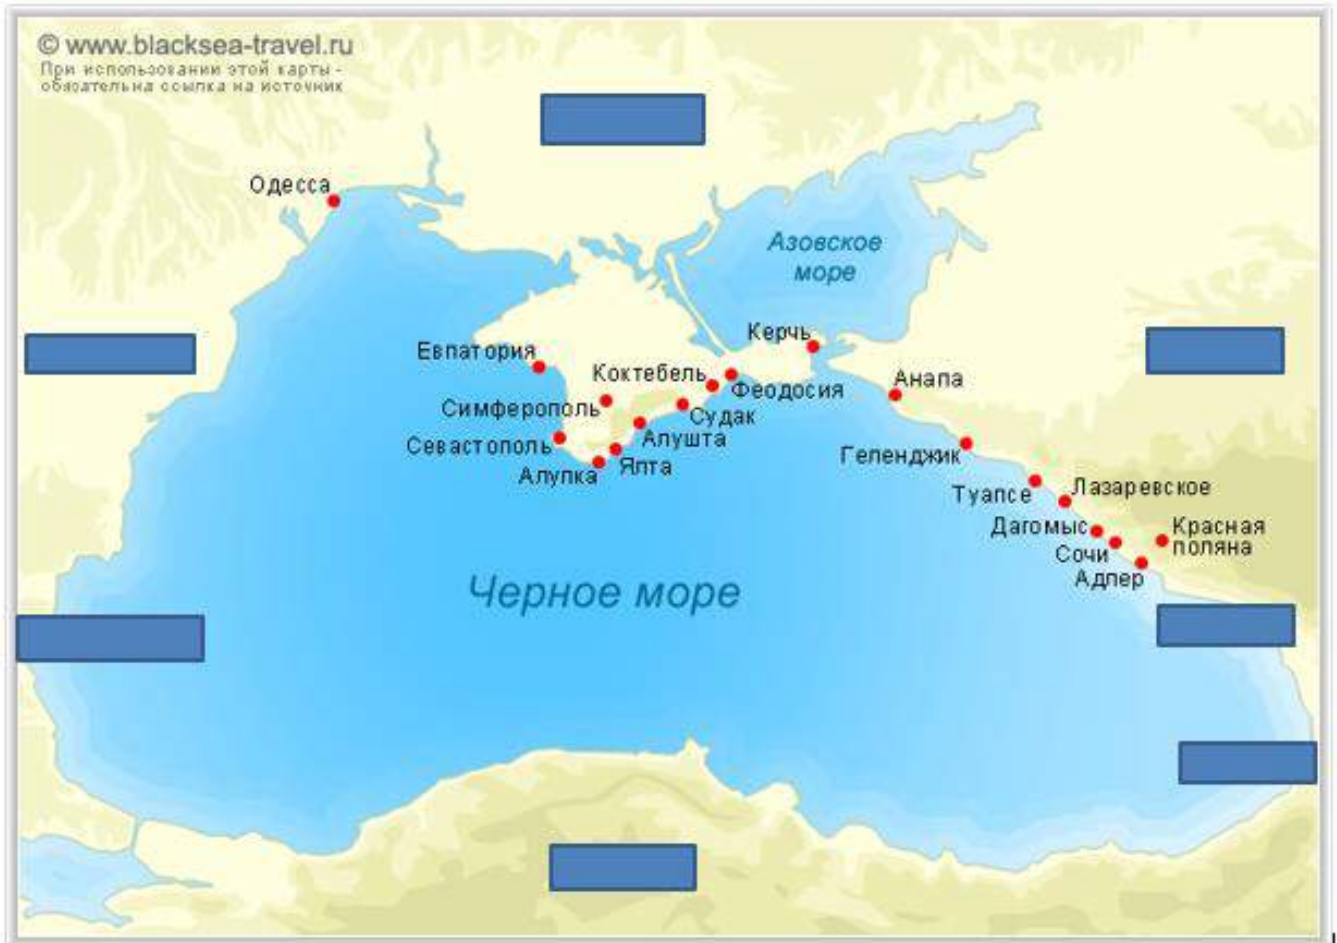 © www.blacksea-travel.ru
При использовании этой карты -
обязательна ссылка на источник
Одесса
Азовское
море
Керчь
Евпатория
Коктебель
Феодосия
Анапа
Симферополь
Судак
Севастополь
Алушта
Геленджик
Алупка
Ялта
Туапсе
Лазаревское
Дагомыс
Красная
поляна
Сочи
Адлер
Черное море